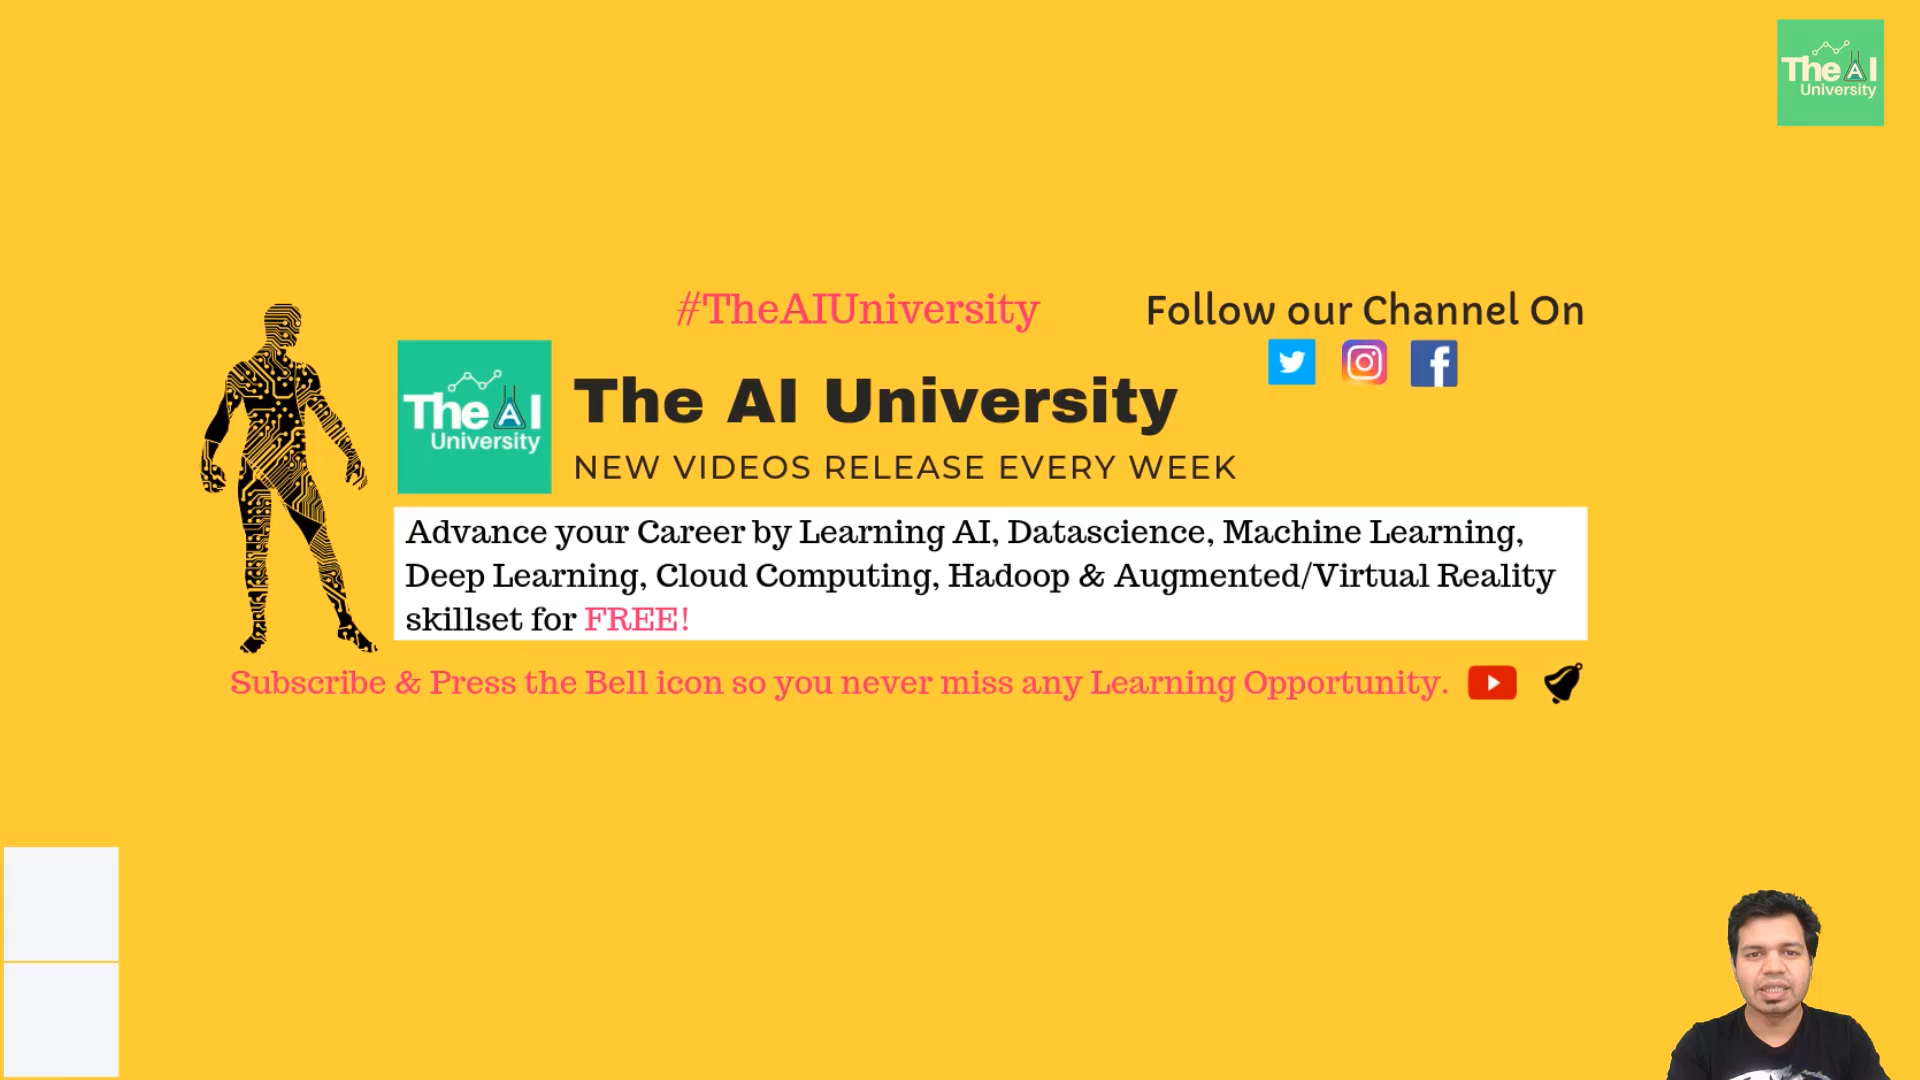 The AI
University
#TheAIUniversity
Follow our Channel On
The AI
University
The AI University
NEW VIDEOS RELEASE EVERY WEEK
Advance your Career by Learning AI, Datascience, Machine Learning,
Deep Learning, Cloud Computing, Hadoop & Augmented/Virtual Reality
skillset for FREE!
Subscribe & Press the Bell icon so you never miss any Learning Opportunity.